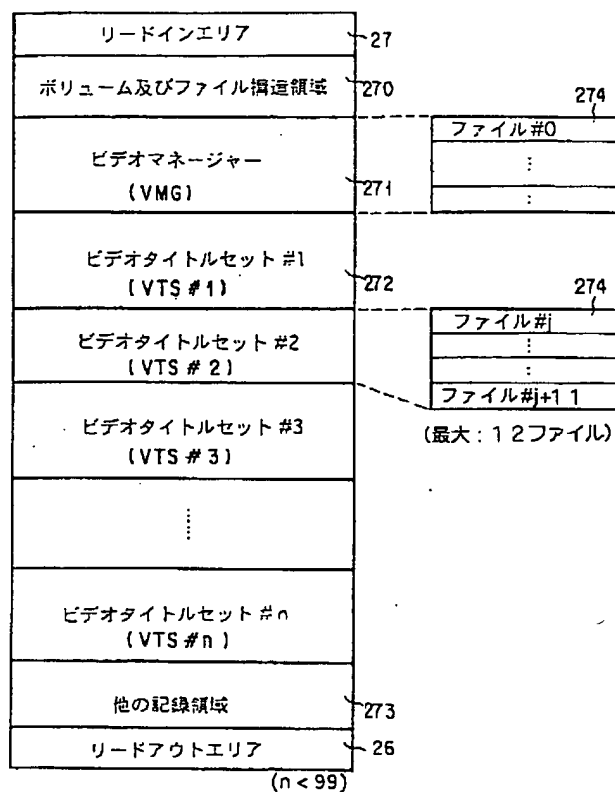 リードインエリア
27
ボリューム及びファイル構造領域
270
ビデオマネージャー
(VMG)
271
274
ファイル#0
⋮
:
ビデオタイトルセット #1
(VTS #1)
272
ビデオタイトルセット #2
(VTS # 2)
274
ファイル#j
⋮
:
ファイル#j+11
(最大:12ファイル)
ビデオタイトルセット #3
(VTS # 3)
⋮
ビデオタイトルセット #n
(VTS #n)
他の記録領域
273
リードアウトエリア
26
(n < 99)